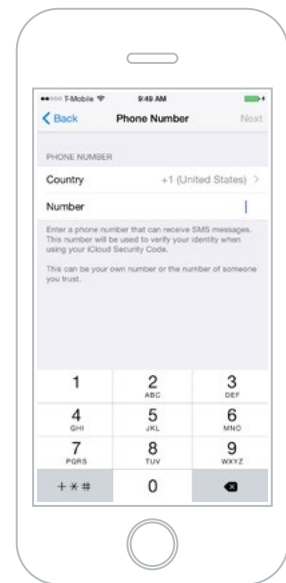 T-Mobile 9:49 AM
Back Phone Number Next
PHONE NUMBER
Country +1 (United States)
Number
Enter a phone number that can receive SMS messages.
This number will be used to verify your identity when
using your iCloud
Security Code.
This can be your own number or the number of someone
you trust.
1 2 3
ABC DEF
4 5 6
GHI JKL MNO
7 8 9
PQRS TUV WXYZ
+*# 0